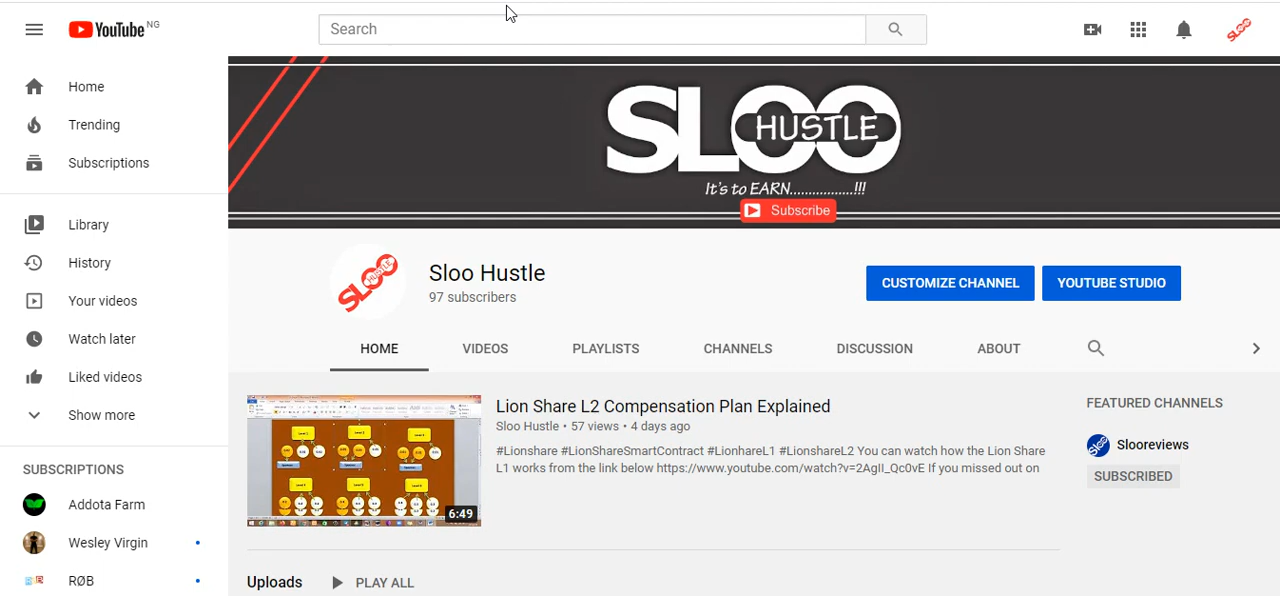 YouTube NG
Search
Home
Trending
Subscriptions
Library
History
Your videos
Watch later
Liked videos
Show more
SUBSCRIPTIONS
Addota Farm
Wesley Virgin
RØB
SLOO
HUSTLE
It's to EARN................!!!
Subscribe
SLOO HUSTLE
Sloo Hustle
97 subscribers
CUSTOMIZE CHANNEL
YOUTUBE STUDIO
HOME VIDEOS PLAYLISTS CHANNELS DISCUSSION ABOUT
6:49
Lion Share L2 Compensation Plan Explained
Sloo Hustle • 57 views • 4 days ago
#Lionshare #LionShareSmartContract #LionhareL1 #LionshareL2 You can watch how the Lion Share
L1 works from the link below https://www.youtube.com/watch?v=2AgII_Qc0vE If you missed out on
FEATURED CHANNELS
Slooreviews
SUBSCRIBED
Uploads PLAY ALL